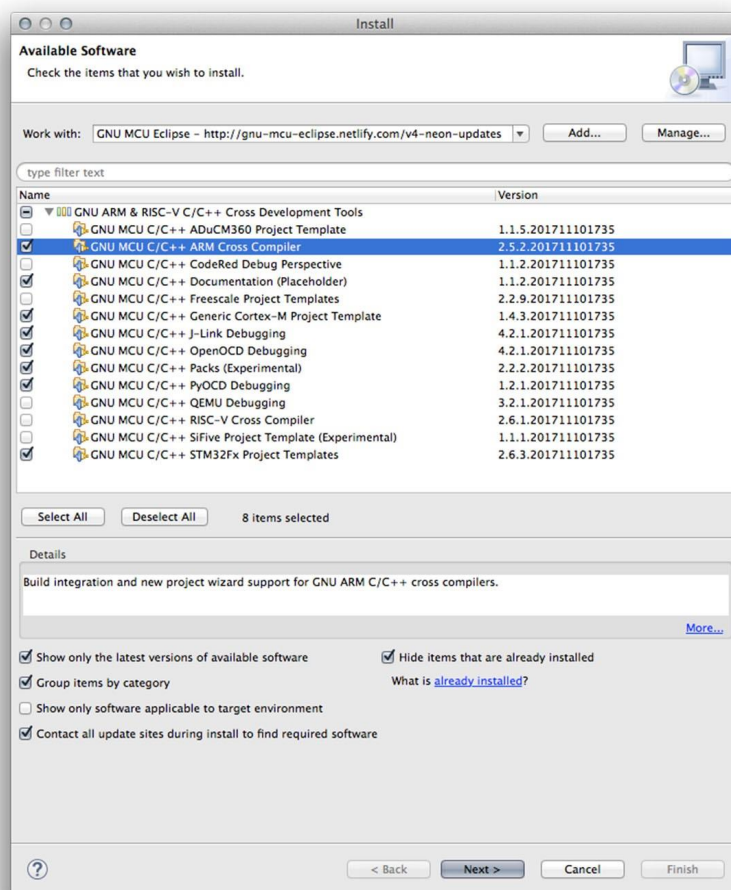 Install
Available Software
Check the items that you wish to install.
Work with: GNU MCU Eclipse – http://gnu-mcu-eclipse.netlify.com/v4-neon-updates Add... Manage...
type filter text
Name Version
GNU ARM & RISC-V C/C++ Cross Development Tools
GNU MCU C/C++ ADuCM360 Project Template 1.1.5.201711101735
GNU MCU C/C++ ARM Cross Compiler 2.5.2.201711101735
GNU MCU C/C++ CodeRed Debug Perspective 1.1.2.201711101735
GNU MCU C/C++ Documentation (Placeholder) 1.1.2.201711101735
GNU MCU C/C++ Freescale Project Templates 2.2.9.201711101735
GNU MCU C/C++ Generic Cortex-M Project Template 1.4.3.201711101735
GNU MCU C/C++ J-Link Debugging 4.2.1.201711101735
GNU MCU C/C++ OpenOCD Debugging 4.2.1.201711101735
GNU MCU C/C++ Packs (Experimental) 2.2.2.201711101735
GNU MCU C/C++ PyOCD Debugging 1.2.1.201711101735
GNU MCU C/C++ QEMU Debugging 3.2.1.201711101735
GNU MCU C/C++ RISC-V Cross Compiler 2.6.1.201711101735
GNU MCU C/C++ SiFive Project Template (Experimental) 1.1.1.201711101735
GNU MCU C/C++ STM32Fx Project Templates 2.6.3.201711101735
Select All Deselect All 8 items selected
Details
Build integration and new project wizard support for GNU ARM C/C++ cross compilers.
More...
Show only the latest versions of available software Hide items that are already installed
Group items by category What is already installed?
Show only software applicable to target environment
Contact all update sites during install to find required software
? < Back Next > Cancel Finish